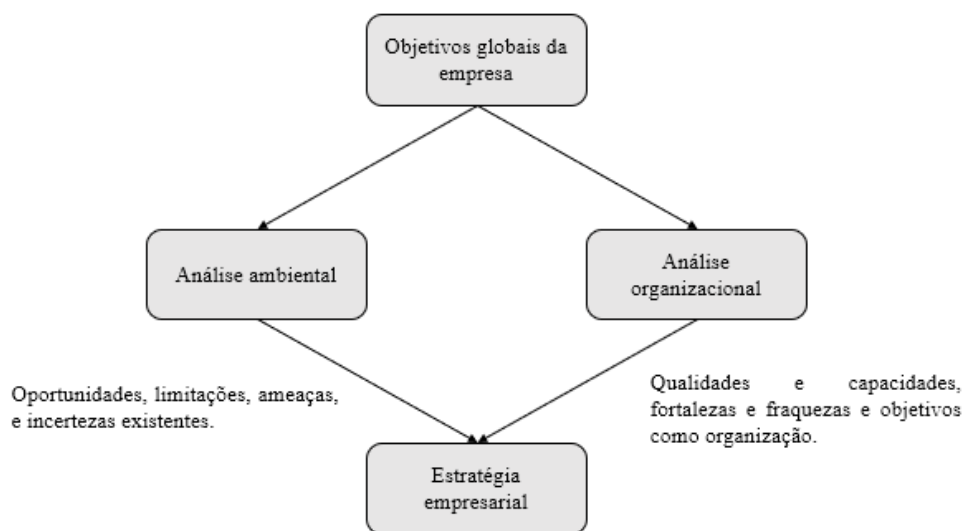 Objetivos globais da
empresa
Análise ambiental
Análise
organizacional
Oportunidades, limitações, ameaças,
e incertezas existentes.
Qualidades e capacidades,
fortalezas e fraquezas e objetivos
como organização.
Estratégia
empresarial